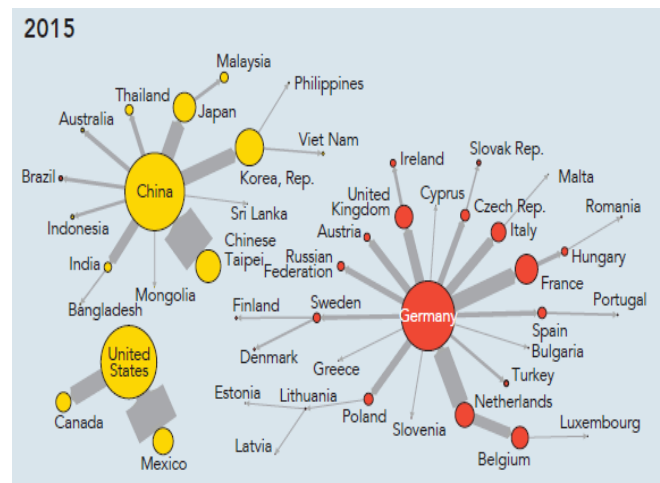 2015
Malaysia
Philippines
Thailand
Japan
Australia
Viet Nam
Korea, Rep.
Brazil
China
Sri Lanka
Indonesia
Chinese
Taipei
India
Mongolia
Bangladesh
United
States
Canada
Mexico
Ireland
Slovak Rep.
Malta
Cyprus
United
Kingdom
Czech Rep.
Romania
Italy
Austria
Hungary
Russian
Federation
France
Portugal
Finland
Sweden
Germany
Spain
Bulgaria
Denmark
Greece
Turkey
Estonia
Lithuania
Poland
Netherlands
Slovenia
Luxembourg
Latvia
Belgium